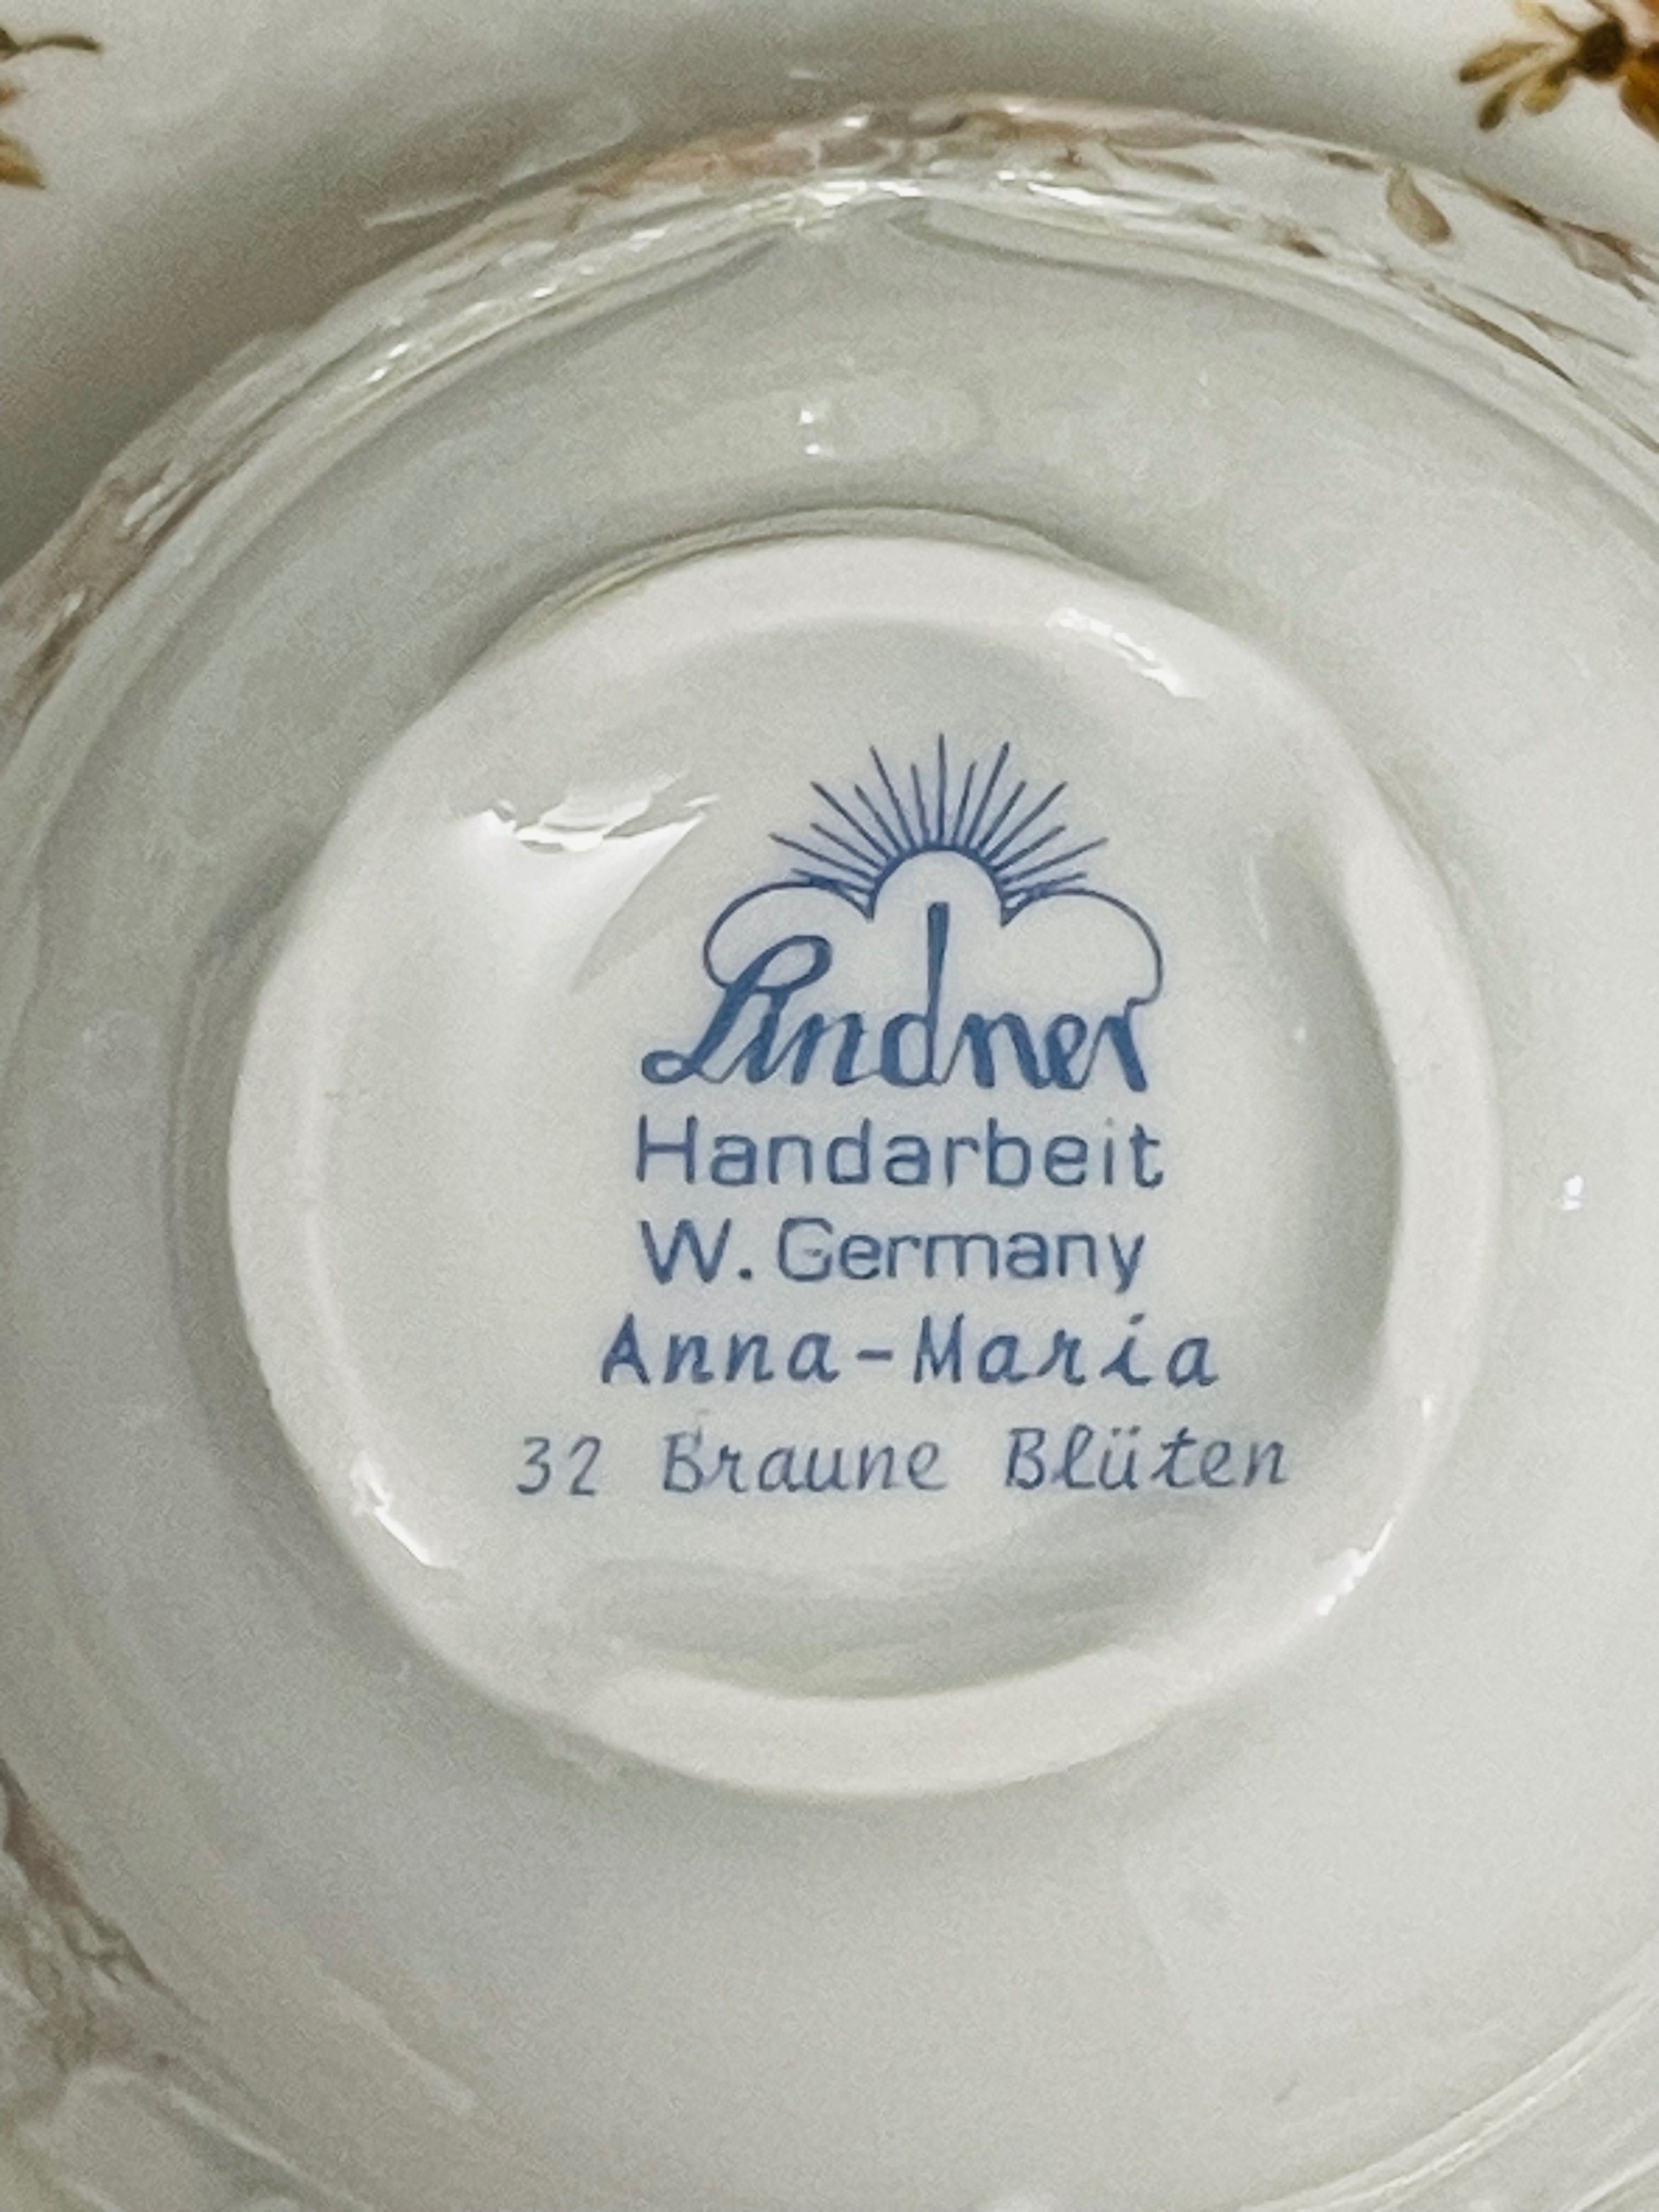 Lindner
Handarbeit
W. Germany
Anna-Maria
32 Braune Blüten